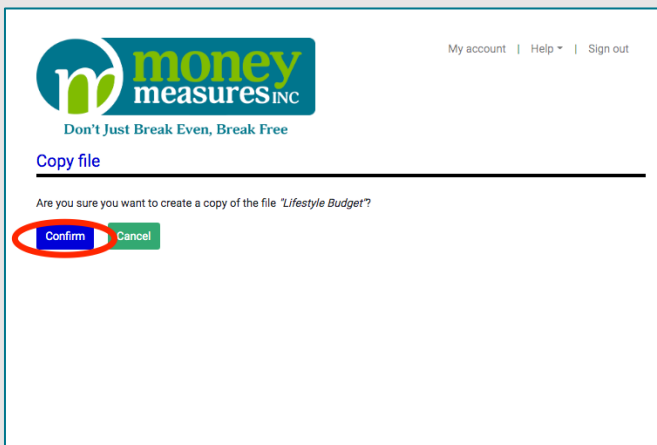 My account | Help | Sign out
m money
measures INC
Don't Just Break Even, Break Free
Copy file
Are you sure you want to create a copy of the file "Lifestyle Budget"?
Confirm Cancel